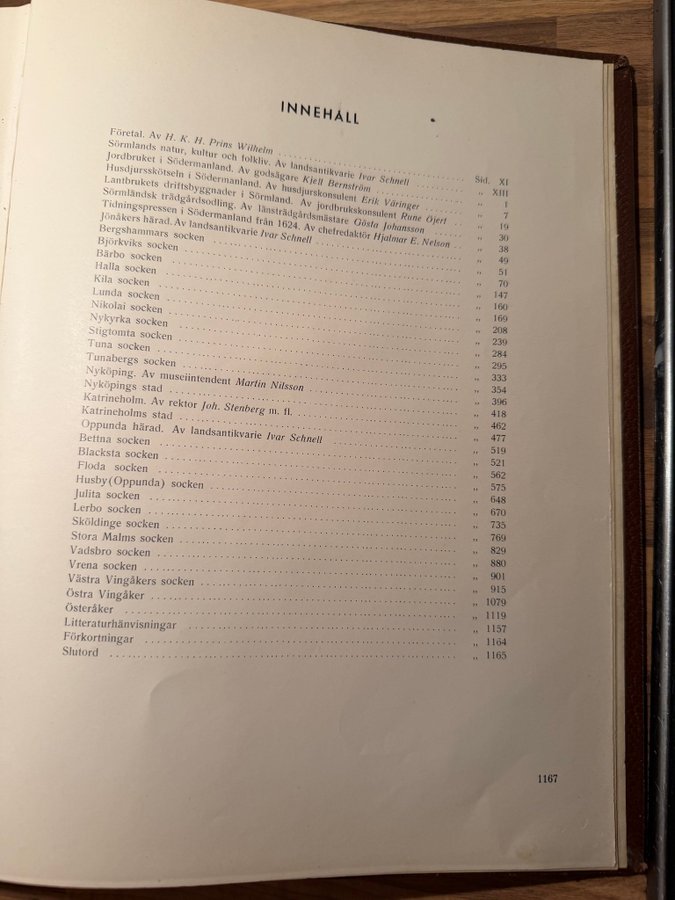 INNEHÅLL
Företal. Av H. K. H. Prins Wilhelm ........ Sid. XI
Sörmlands natur, kultur och folkliv. Av landsantikvarie Ivar Schnell ........ „ XIII
Jordbruket i Södermanland. Av godsägare Kjell Bernström ........ „ 1
Husdjursskötseln i Södermanland. Av husdjurskonsulent Erik Våringer ........ „ 7
Lantbrukets driftsbyggnader i Sörmland. Av jordbrukskonsulent Rune Öjerf .. „ 19
Sörmländsk trädgårdsodling. Av länsträdgårdsmästare Gösta Johansson ........ „ 30
Tidningspressen i Södermanland från 1624. Av chefredaktör Hjalmar E. Nelson .. „ 38
Jönåkers härad. Av landsantikvarie Ivar Schnell ........ „ 49
Bergshammars socken ........ „ 51
Björkviks socken ........ „ 70
Bärbo socken ........ „ 147
Halla socken ........ „ 160
Kila socken ........ „ 169
Lunda socken ........ „ 208
Nikolai socken ........ „ 239
Nykyrka socken ........ „ 284
Stigtomta socken ........ „ 295
Tuna socken ........ „ 333
Tunabergs socken ........ „ 354
Nyköping. Av museiintendent Martin Nilsson ........ „ 396
Nyköpings stad ........ „ 418
Katrineholm. Av rektor Joh. Stenberg m. fl. ........ „ 462
Katrineholms stad ........ „ 477
Oppunda härad. Av landsantikvarie Ivar Schnell ........ „ 519
Bettna socken ........ „ 521
Blacksta socken ........ „ 562
Floda socken ........ „ 575
Husby (Oppunda) socken ........ „ 648
Julita socken ........ „ 670
Lerbo socken ........ „ 735
Sköldinge socken ........ „ 769
Stora Malms socken ........ „ 829
Vadsbro socken ........ „ 880
Vrena socken ........ „ 901
Västra Vingåkers socken ........ „ 915
Östra Vingåker ........ „ 1079
Österåker ........ „ 1119
Litteraturhänvisningar ........ „ 1157
Förkortningar ........ „ 1164
Slutord ........ „ 1165
1167